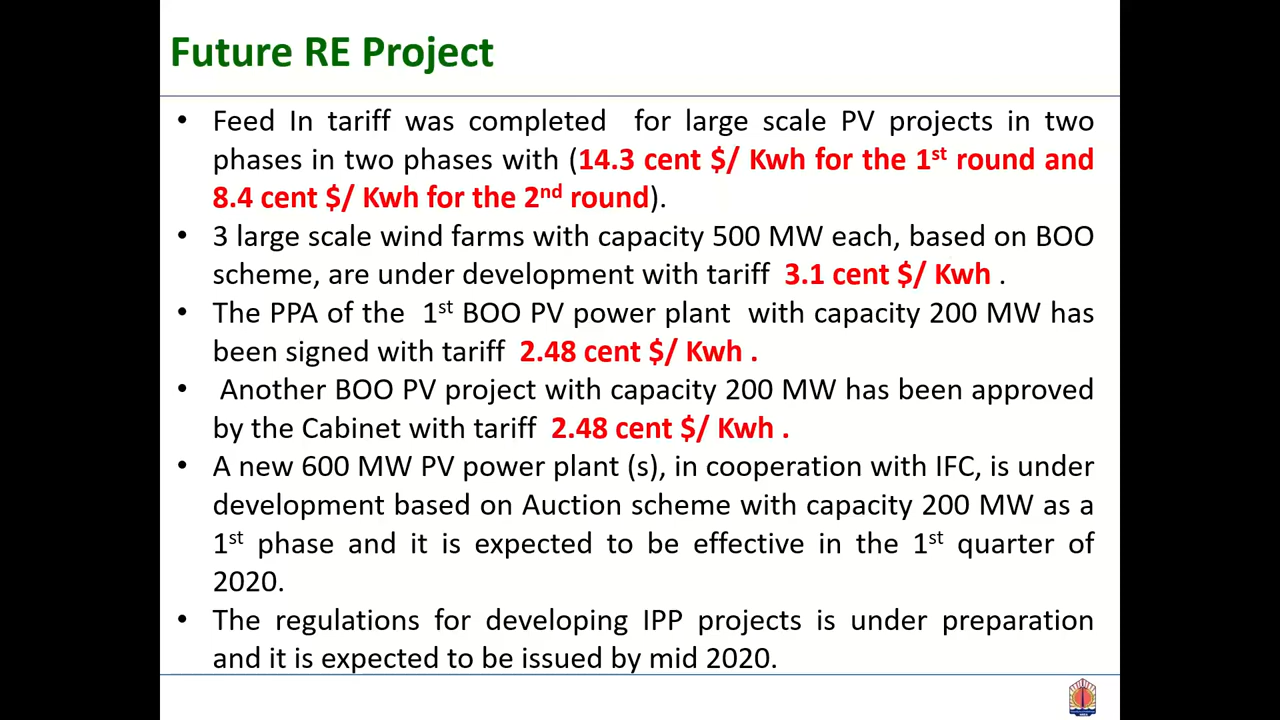 Future RE Project
• Feed In tariff was completed for large scale PV projects in two
phases in two phases with (14.3 cent $/ Kwh for the 1st round and
8.4 cent $/ Kwh for the 2nd round).
• 3 large scale wind farms with capacity 500 MW each, based on BOO
scheme, are under development with tariff 3.1 cent $/ Kwh .
• The PPA of the 1st BOO PV power plant with capacity 200 MW has
been signed with tariff 2.48 cent $/ Kwh .
• Another BOO PV project with capacity 200 MW has been approved
by the Cabinet with tariff 2.48 cent $/ Kwh .
• A new 600 MW PV power plant (s), in cooperation with IFC, is under
development based on Auction scheme with capacity 200 MW as a
1st phase and it is expected to be effective in the 1st quarter of
2020.
• The regulations for developing IPP projects is under preparation
and it is expected to be issued by mid 2020.